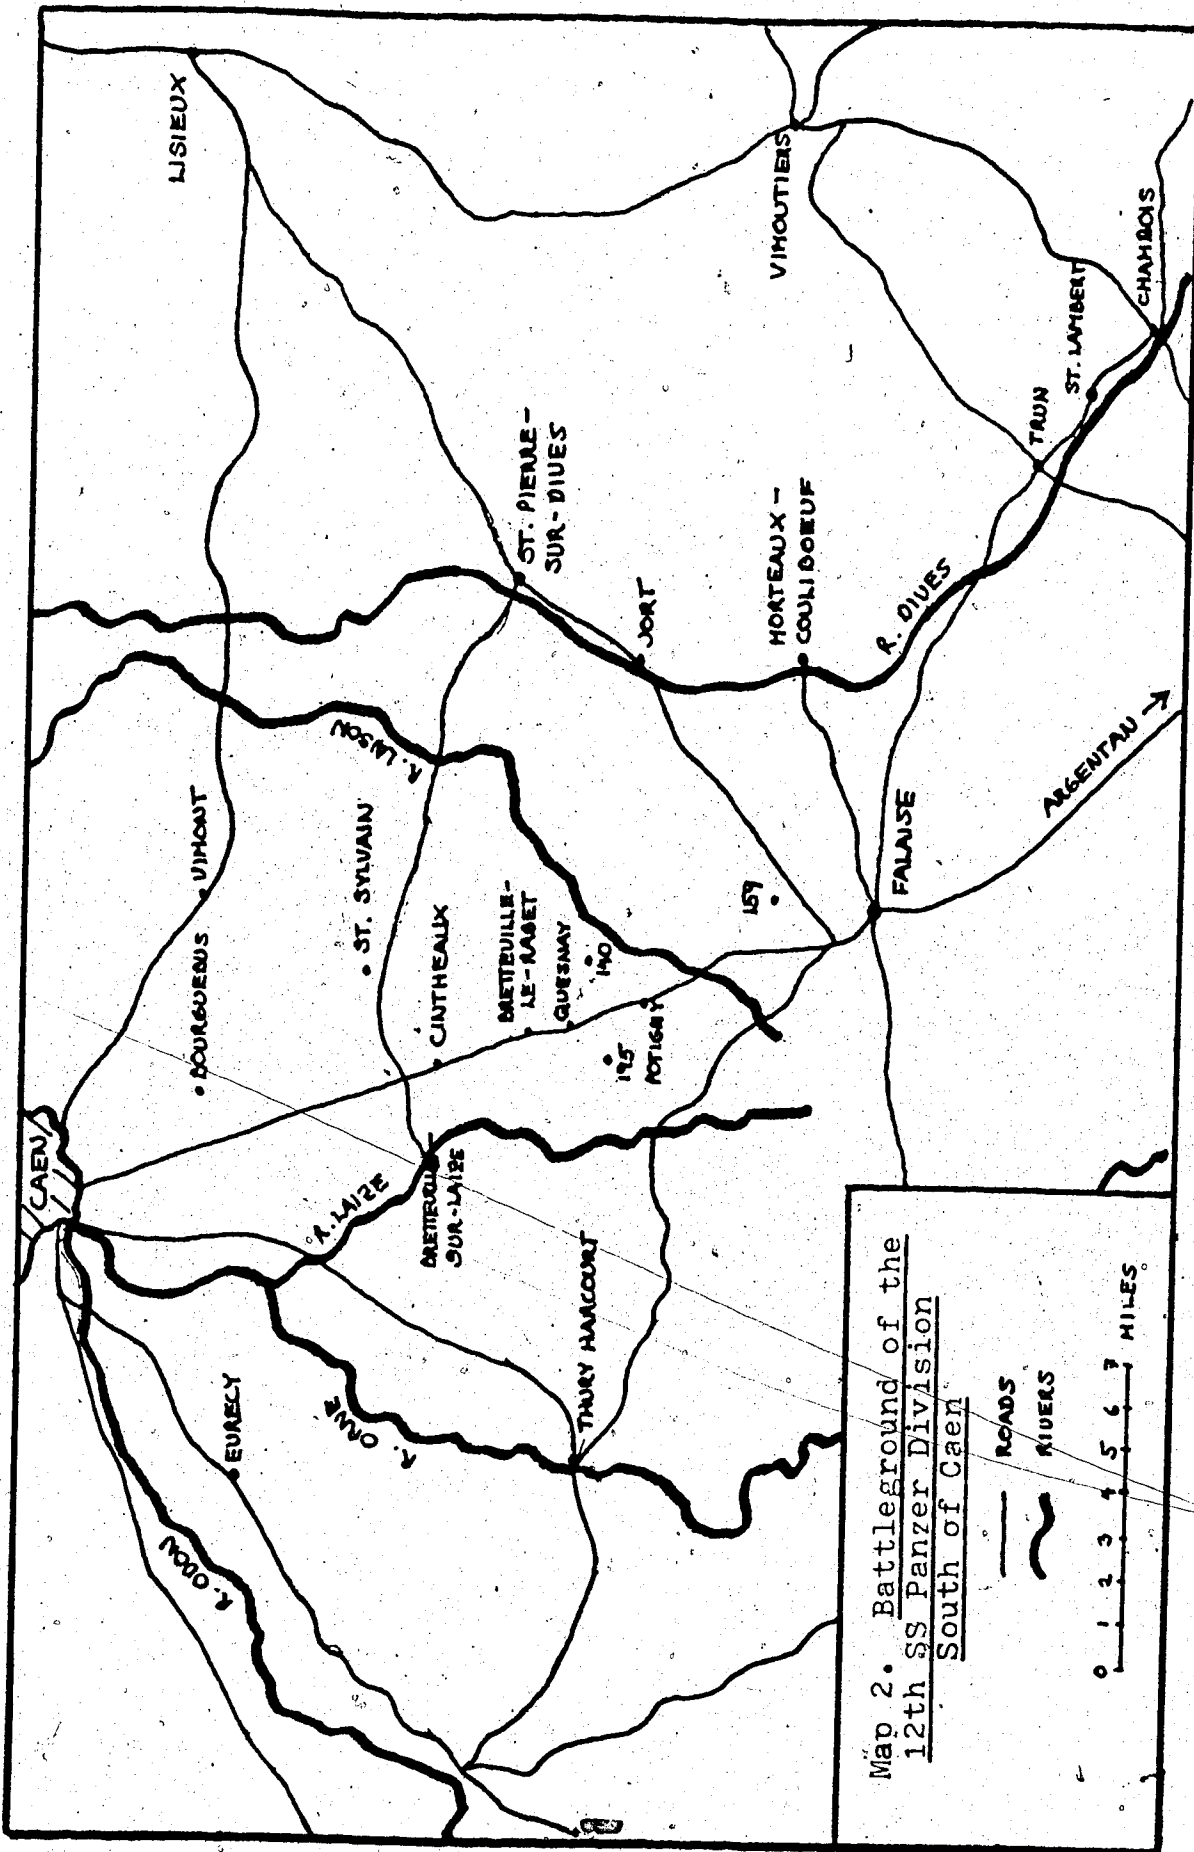 CAEN
LISIEUX
BOURGUEBUS
VIMONT
EVRECY
R. ODON
R. ORNE
R. LAIZE
BRETTEVILLE
SUR-LAIZE
ST. SYLVAIN
R. LAISON
CINTHEAUX
BRETTEUILLE-
LE-RABET
QUESNAY
140
195
POTIGNY
ST. PIERRE-
SUR-DIVES
JORT
THURY HARCOURT
159
MORTEAUX-
COULIBOEUF
VIMOUTIERS
R. DIVES
FALAISE
TRUN
ST. LAMBERT
CHAMBOIS
ARGENTAN
Map 2. Battleground of the
12th SS Panzer Division
South of Caen
ROADS
RIVERS
0 1 2 3 4 5 6 7
MILES